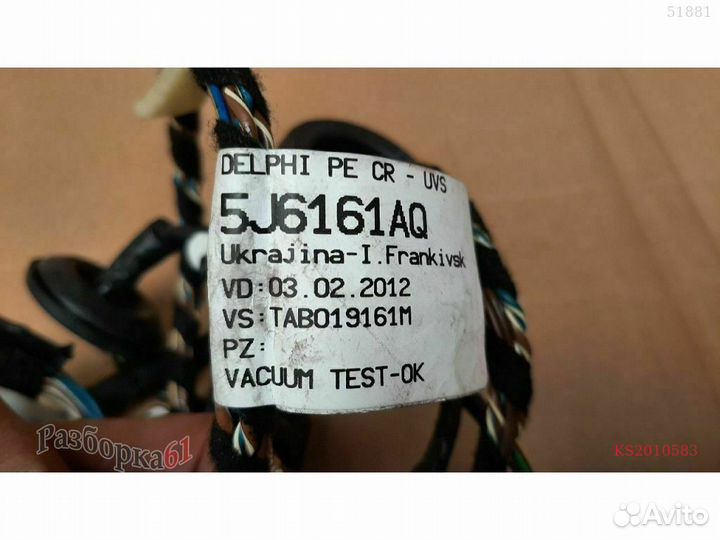 51881
DELPHI PE CR - UVS
5J6161AQ
Ukrajina-I.Frankivsk
VD:03.02.2012
VS:TAB019161M
PZ:
VACUUM TEST-OK
Разборка61
KS2010583
Avito